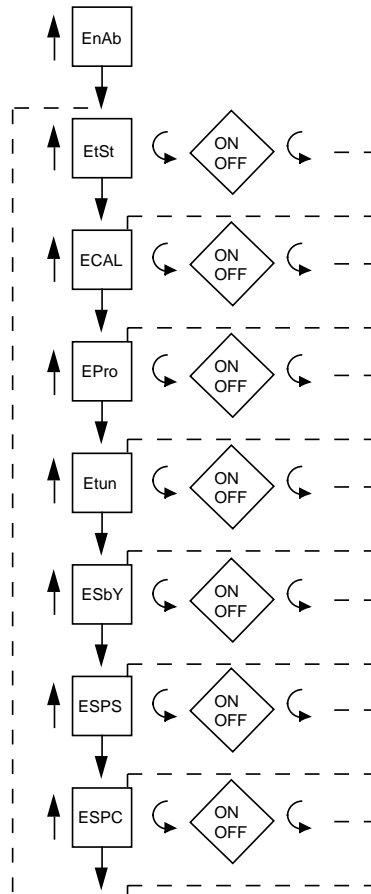 EnAb
EtSt
ON
OFF
ECAL
ON
OFF
EPro
ON
OFF
Etun
ON
OFF
ESbY
ON
OFF
ESPS
ON
OFF
ESPC
ON
OFF